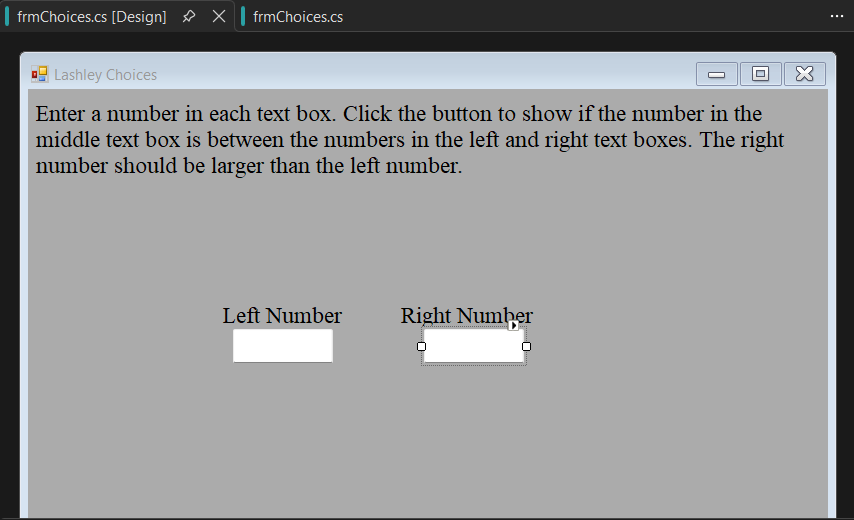 frmChoices.cs [Design]
frmChoices.cs
Lashley Choices
Enter a number in each text box. Click the button to show if the number in the
middle text box is between the numbers in the left and right text boxes. The right
number should be larger than the left number.
Left Number
Right Number